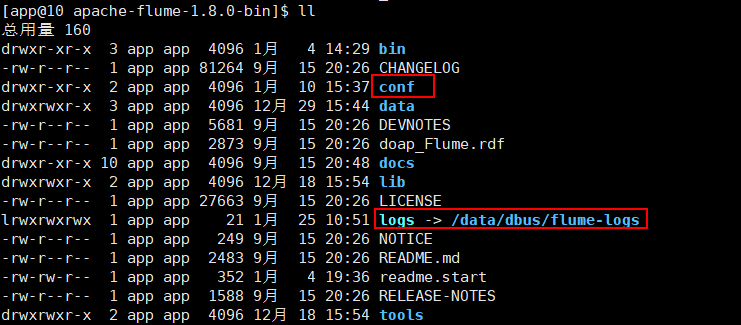 [app@10 apache-flume-1.8.0-bin]$ ll
总用量 160
drwxr-xr-x  3 app app  4096 1月   4 14:29 bin
-rw-r--r--  1 app app 81264 9月  15 20:26 CHANGELOG
drwxr-xr-x  2 app app  4096 1月  10 15:37 conf
drwxrwxr-x  3 app app  4096 12月 29 15:44 data
-rw-r--r--  1 app app  5681 9月  15 20:26 DEVNOTES
-rw-r--r--  1 app app  2873 9月  15 20:26 doap_Flume.rdf
drwxr-xr-x 10 app app  4096 9月  15 20:48 docs
drwxrwxr-x  2 app app  4096 12月 18 15:54 lib
-rw-r--r--  1 app app 27663 9月  15 20:26 LICENSE
lrwxrwxrwx  1 app app    21 1月  25 10:51 logs -> /data/dbus/flume-logs
-rw-r--r--  1 app app   249 9月  15 20:26 NOTICE
-rw-r--r--  1 app app  2483 9月  15 20:26 README.md
-rw-rw-r--  1 app app   352 1月   4 19:36 readme.start
-rw-r--r--  1 app app  1588 9月  15 20:26 RELEASE-NOTES
drwxrwxr-x  2 app app  4096 12月 18 15:54 tools